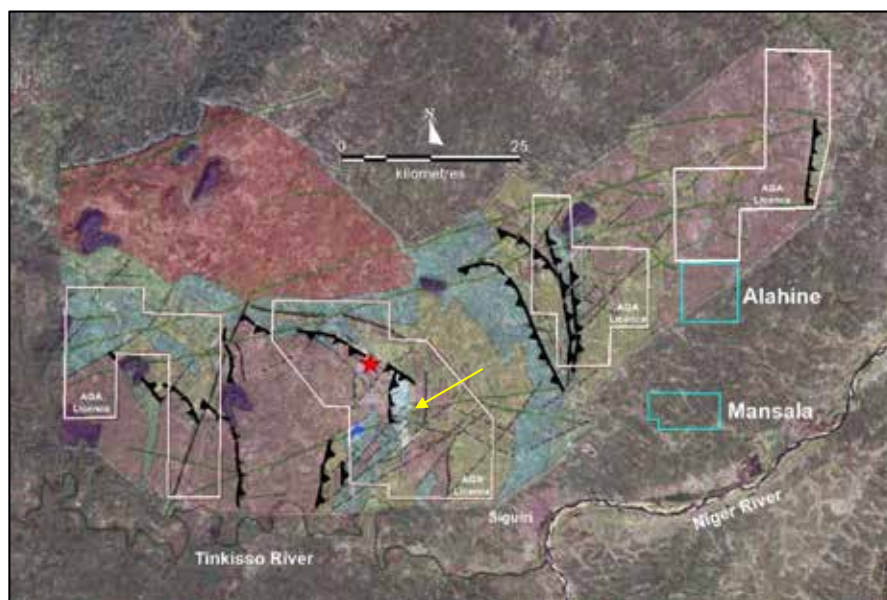 N
0 25
kilometres
AGA
Licence
AGA
Licence
Alahine
AGA
Licence
Mansala
AGA
Licence
Siguiri
Niger River
Tinkisso River